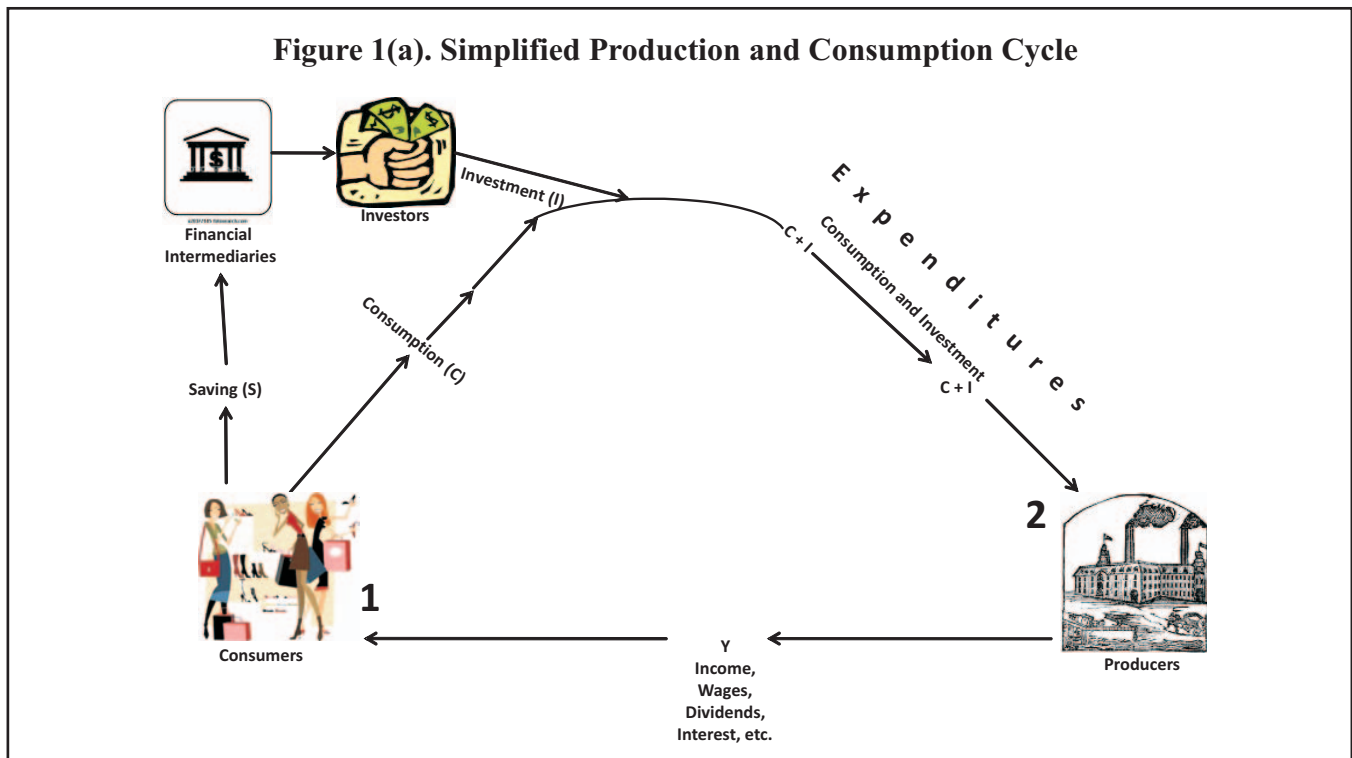 Figure 1(a). Simplified Production and Consumption Cycle
$
Investors
Financial
Intermediaries
Investment (I)
Expenditures
Consumption and Investment
C + I
C + I
Consumption (C)
Saving (S)
1
2
Consumers
Producers
Y
Income,
Wages,
Dividends,
Interest, etc.